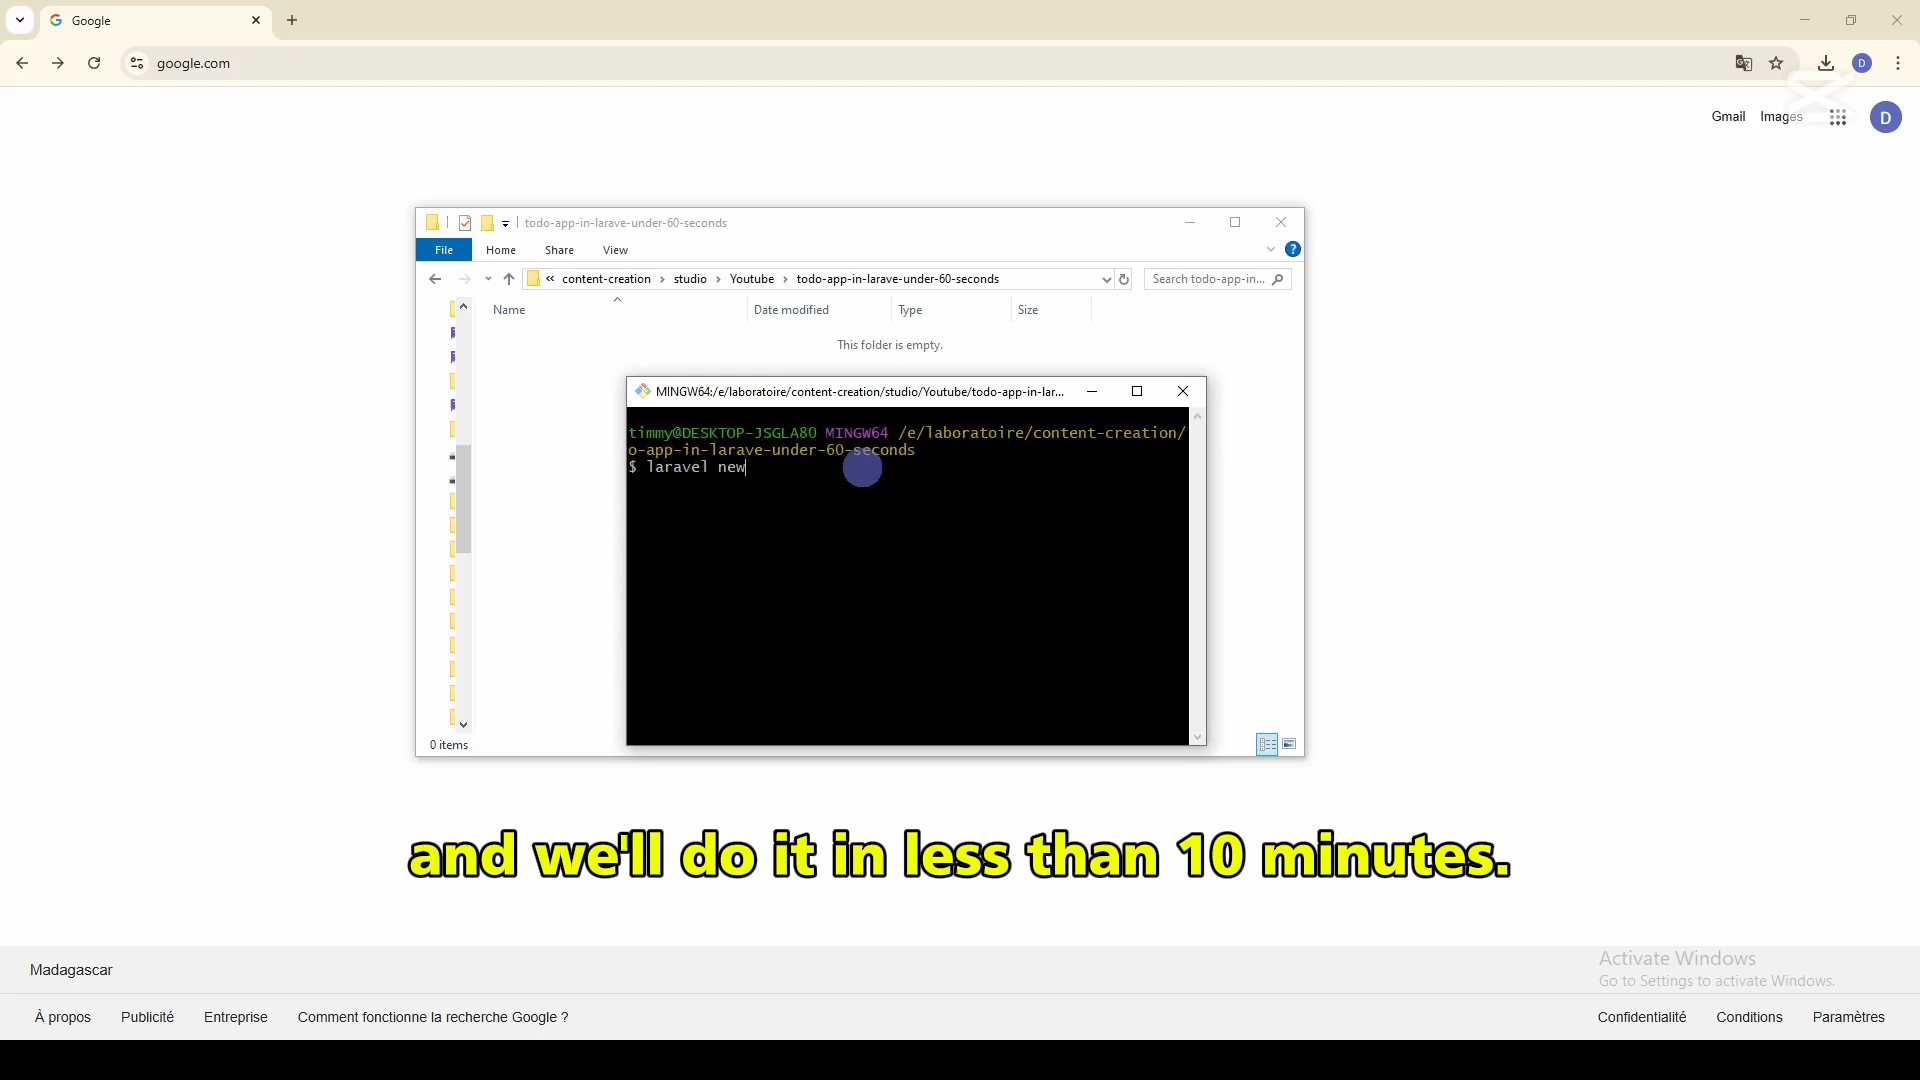 Google
google.com
Gmail Images
D
D
todo-app-in-larave-under-60-seconds
File Home Share View
« content-creation › studio › Youtube › todo-app-in-larave-under-60-seconds
Search todo-app-in...
Name Date modified Type Size
This folder is empty.
MINGW64:/e/laboratoire/content-creation/studio/Youtube/todo-app-in-lar...
timmy@DESKTOP-JSGLA8O MINGW64 /e/laboratoire/content-creation/
o-app-in-larave-under-60-seconds
$ laravel new
0 items
and we'll do it in less than 10 minutes.
Madagascar
Activate Windows
Go to Settings to activate Windows.
À propos Publicité Entreprise Comment fonctionne la recherche Google ?
Confidentialité Conditions Paramètres